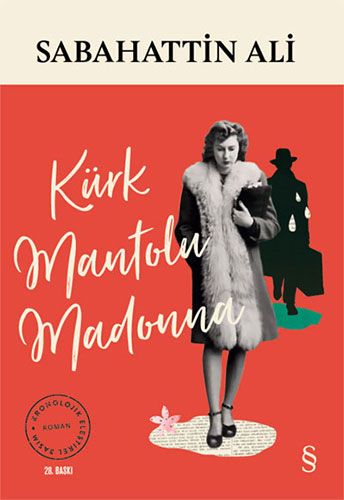 SABAHATTİN ALİ
Kürk
Mantolu
Madonna
KRONOLOJİK ELEŞTİREL BASIM
ROMAN
28. BASKI
Ş